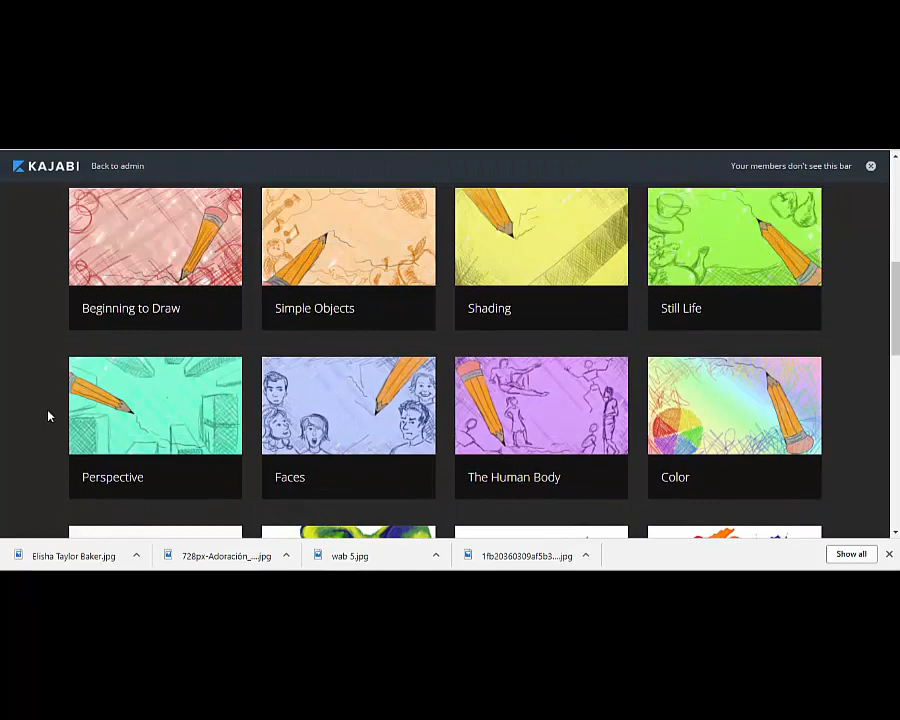 KAJABI Back to admin Your members don't see this bar
Beginning to Draw Simple Objects Shading Still Life
Perspective Faces The Human Body Color
Elisha Taylor Baker.jpg 728px-Adoración_....jpg wab 5.jpg 1fb20360309af5b3....jpg Show all